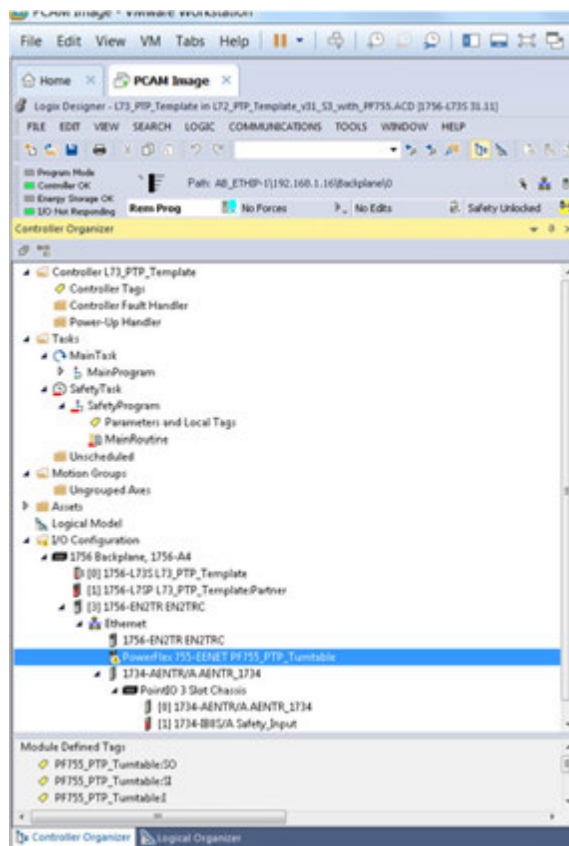 PCAM Image - VMware Workstation
File Edit View VM Tabs Help
Home × PCAM Image ×
Logix Designer - L73_PTP_Template in L72_PTP_Template_v31_S3_with_PF755.ACD [1756-L73S 31.11]
FILE EDIT VIEW SEARCH LOGIC COMMUNICATIONS TOOLS WINDOW HELP
Program Mode
Controller OK
Energy Storage OK
I/O Not Responding
Path: AB_ETHIP-1\192.168.1.16\Backplane\0
Rem Prog No Forces No Edits Safety Unlocked
Controller Organizer
Controller L73_PTP_Template
Controller Tags
Controller Fault Handler
Power-Up Handler
Tasks
MainTask
MainProgram
SafetyTask
SafetyProgram
Parameters and Local Tags
MainRoutine
Unscheduled
Motion Groups
Ungrouped Axes
Assets
Logical Model
I/O Configuration
1756 Backplane, 1756-A4
[0] 1756-L73S L73_PTP_Template
[1] 1756-L7SP L73_PTP_Template:Partner
[3] 1756-EN2TR EN2TRC
Ethernet
1756-EN2TR EN2TRC
PowerFlex 755-EENET PF755_PTP_Turntable
1734-AENTR/A AENTR_1734
PointIO 3 Slot Chassis
[0] 1734-AENTR/A AENTR_1734
[1] 1734-IB8S/A Safety_Input
Module Defined Tags
PF755_PTP_Turntable:SO
PF755_PTP_Turntable:SI
PF755_PTP_Turntable:I
Controller Organizer Logical Organizer